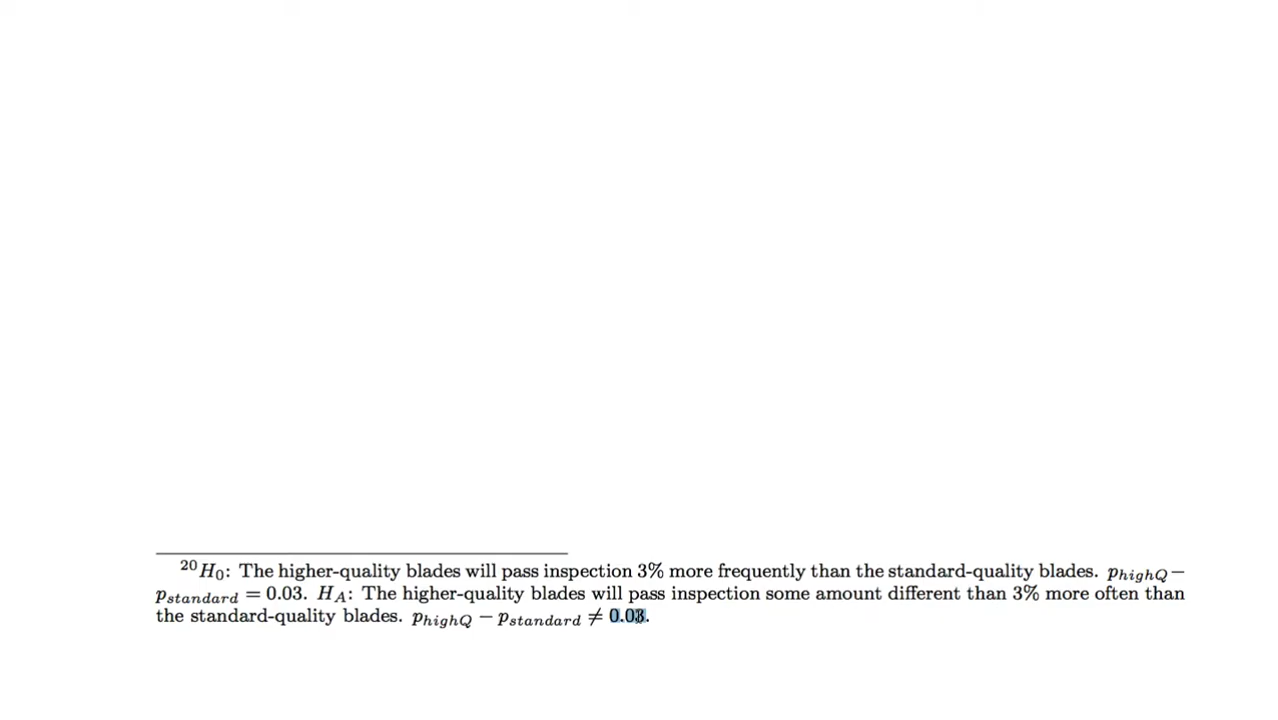 ²⁰H₀: The higher-quality blades will pass inspection 3% more frequently than the standard-quality blades. p_highQ −
p_standard = 0.03. H_A: The higher-quality blades will pass inspection some amount different than 3% more often than
the standard-quality blades. p_highQ − p_standard ≠ 0.03.